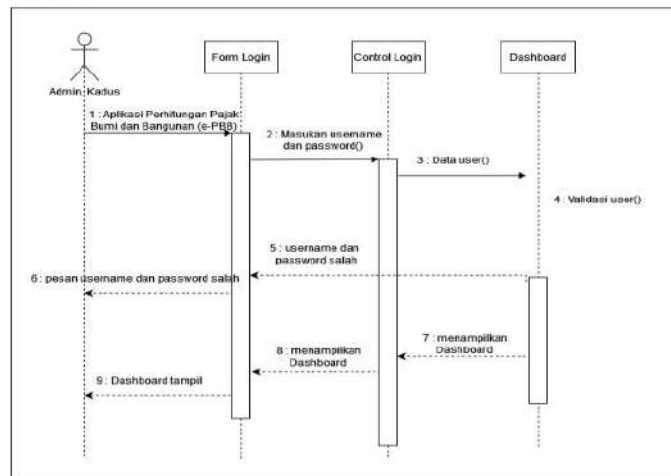 Form Login
Control Login
Dashboard
Admin, Kadus
1 : Aplikasi Perhitungan Pajak
Bumi dan Bangunan (e-PBB)
2 : Masukan username
dan password()
3 : Data user()
4 : Validasi user()
5 : username dan
password salah
6 : pesan username dan password salah
7 : menampilkan
Dashboard
8 : menampilkan
Dashboard
9 : Dashboard tampil